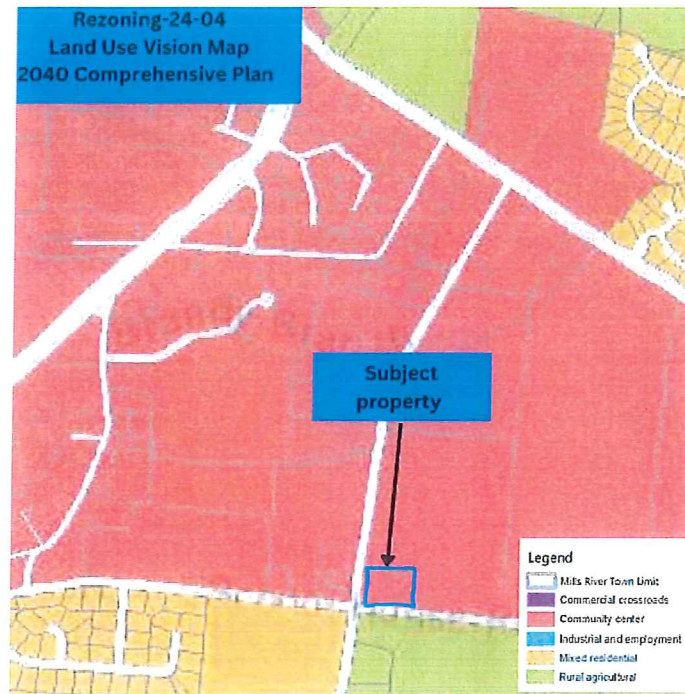 Rezoning-24-04
Land Use Vision Map
2040 Comprehensive Plan
Subject
property
Legend
Mills River Town Limit
Commercial crossroads
Community center
Industrial and employment
Mixed residential
Rural agricultural